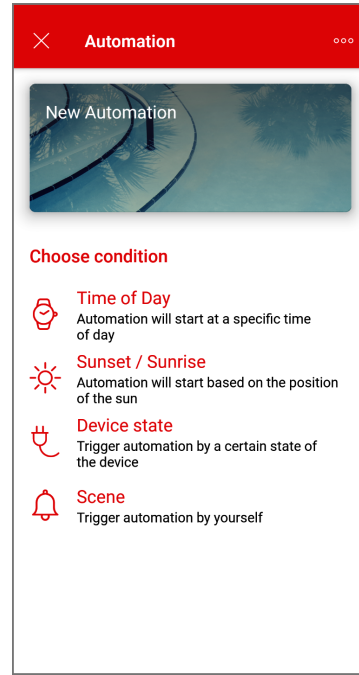 Automation
New Automation
Choose condition
Time of Day
Automation will start at a specific time
of day
Sunset / Sunrise
Automation will start based on the position
of the sun
Device state
Trigger automation by a certain state of
the device
Scene
Trigger automation by yourself